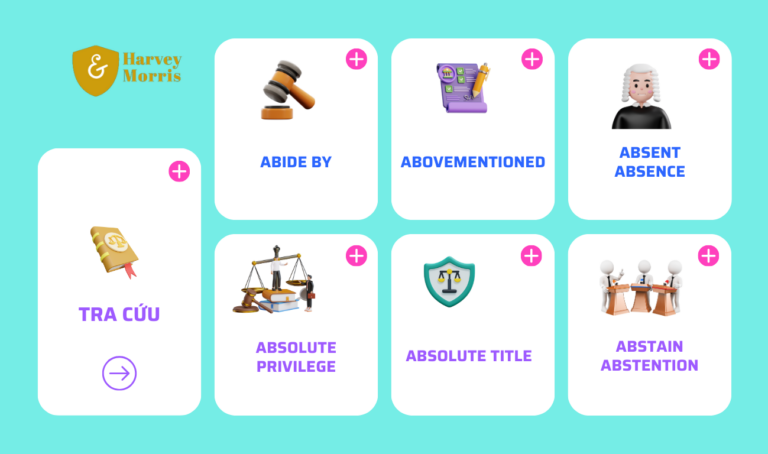 &
Harvey
Morris
ABIDE BY
ABOVEMENTIONED
ABSENT
ABSENCE
TRA CỨU
ABSOLUTE
PRIVILEGE
ABSOLUTE TITLE
ABSTAIN
ABSTENTION